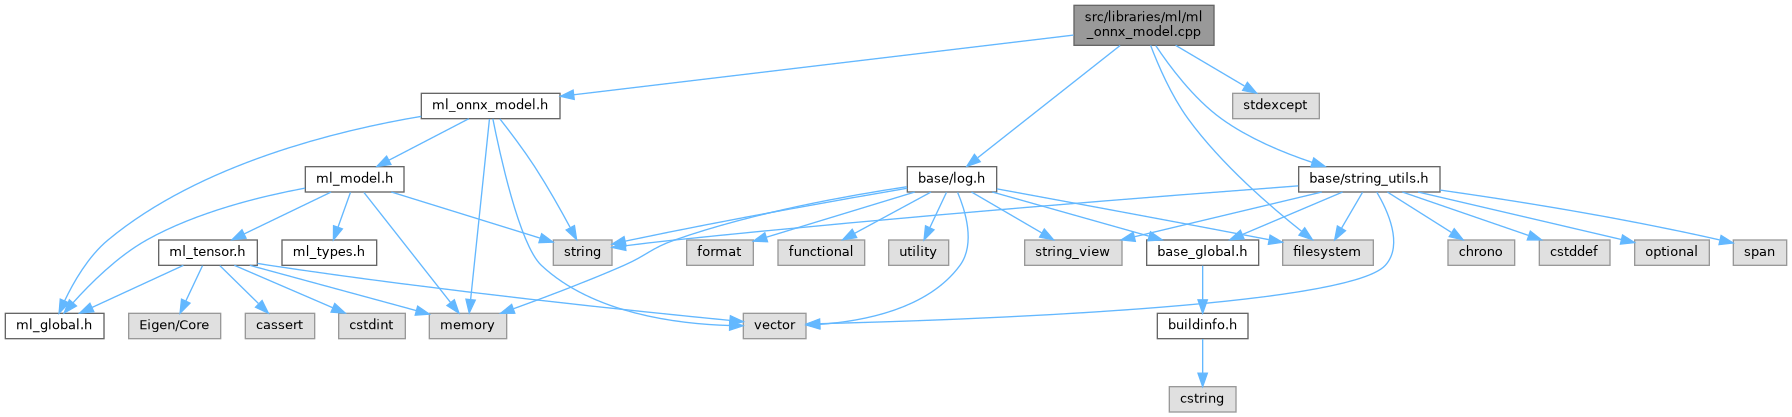 src/libraries/ml/ml
_onnx_model.cpp
ml_onnx_model.h
stdexcept
ml_model.h
base/log.h
base/string_utils.h
ml_tensor.h
ml_types.h
string
format
functional
utility
string_view
base_global.h
filesystem
chrono
cstddef
optional
span
ml_global.h
Eigen/Core
cassert
cstdint
memory
vector
buildinfo.h
cstring